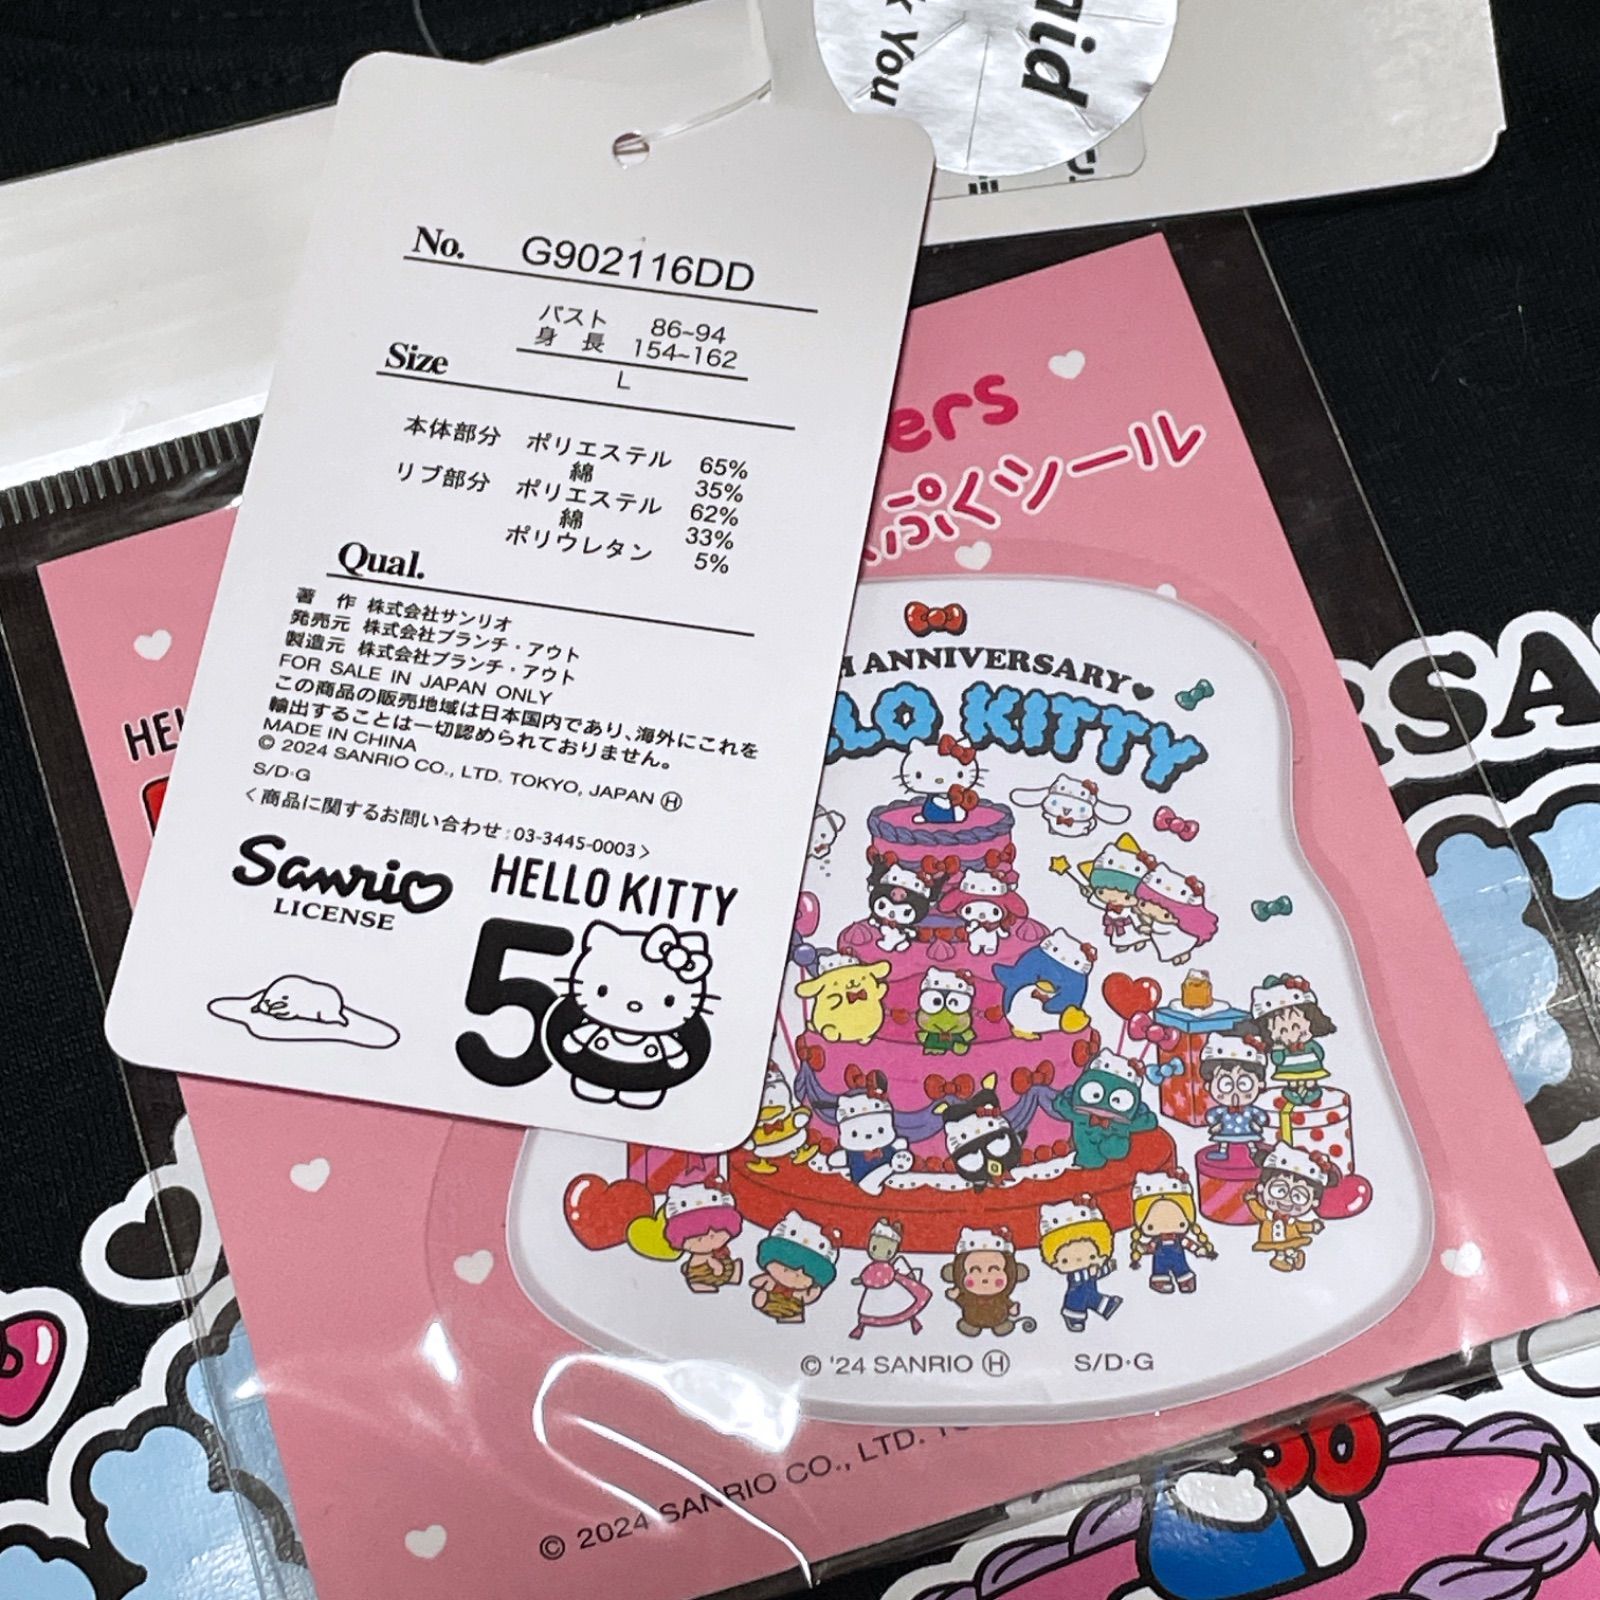 You
No. G902116DD
バスト 86~94
身 長 154~162
Size
L
本体部分 ポリエステル 65%
綿 35%
リブ部分 ポリエステル 62%
綿 33%
ポリウレタン 5%
Qual.
著 作 株式会社サンリオ
発売元 株式会社ブランチ・アウト
製造元 株式会社ブランチ・アウト
FOR SALE IN JAPAN ONLY
この商品の販売地域は日本国内であり、海外にこれを
輸出することは一切認められておりません。
MADE IN CHINA
© 2024 SANRIO CO., LTD. TOKYO, JAPAN Ⓗ
S/D·G
<商品に関するお問い合わせ:03-3445-0003>
Sanrio
LICENSE
HELLO KITTY
50
ぷくシール
ANNIVERSARY
KITTY
© '24 SANRIO Ⓗ S/D·G
© 2024 SANRIO CO., LTD.